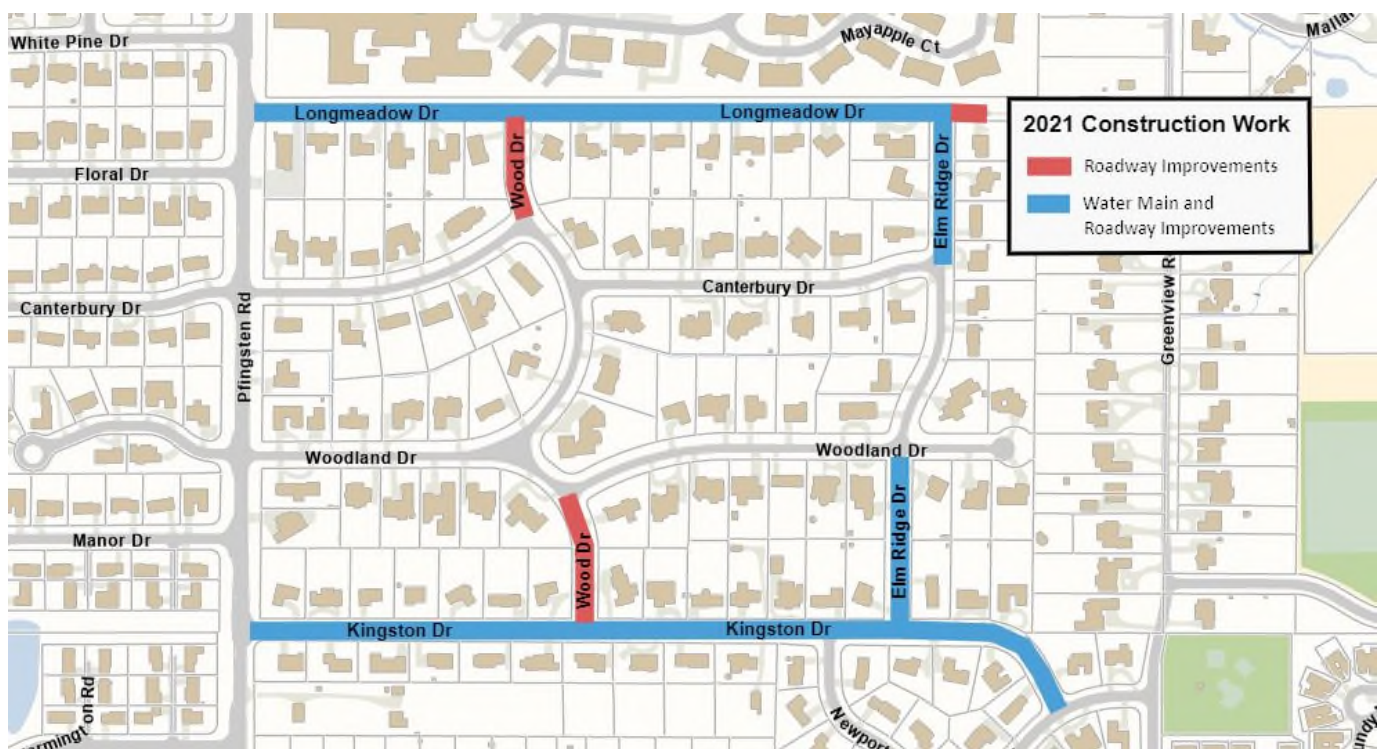 White Pine Dr
Mayapple Ct
Longmeadow Dr
Longmeadow Dr
2021 Construction Work
Roadway Improvements
Water Main and
Roadway Improvements
Floral Dr
Wood Dr
Elm Ridge Dr
Canterbury Dr
Canterbury Dr
Pfingsten Rd
Greenview
Woodland Dr
Woodland Dr
Manor Dr
Wood Dr
Elm Ridge Dr
Kingston Dr
Kingston Dr